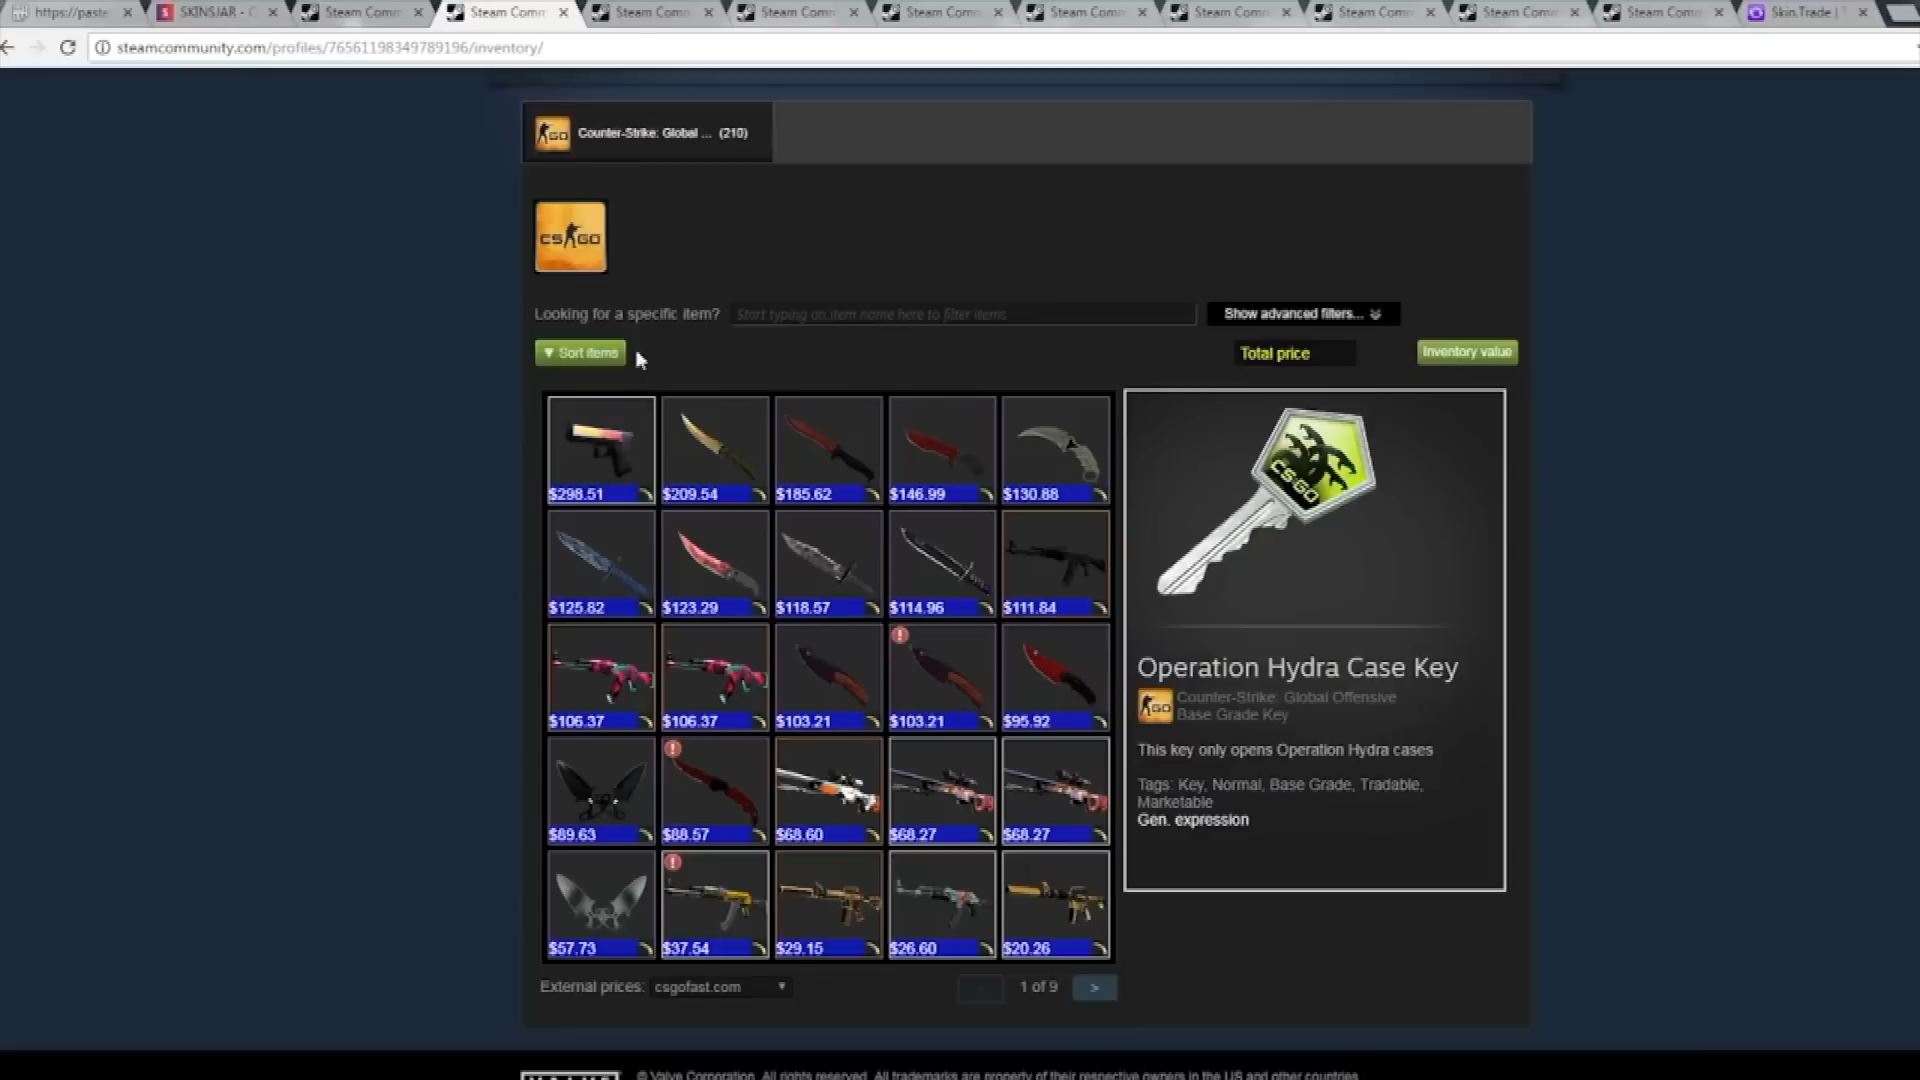 https://paste
SKINSJAR - C
Steam Comm
Steam Comm
Steam Comm
Steam Comm
Steam Comm
Steam Comm
Steam Comm
Steam Comm
Steam Comm
Steam Comm
Skin.Trade | T
steamcommunity.com/profiles/76561198349789196/inventory/
GO
Counter-Strike: Global ... (210)
CS GO
Looking for a specific item?
Start typing an item name here to filter items
Show advanced filters...
▼ Sort items
Total price
Inventory value
$298.51
$209.54
$185.62
$146.99
$130.88
$125.82
$123.29
$118.57
$114.96
$111.84
$106.37
$106.37
$103.21
!
$103.21
$95.92
$89.63
!
$88.57
$68.60
$68.27
$68.27
$57.73
!
$37.54
$29.15
$26.60
$20.26
CS:GO
Operation Hydra Case Key
GO
Counter-Strike: Global Offensive
Base Grade Key
This key only opens Operation Hydra cases
Tags: Key, Normal, Base Grade, Tradable,
Marketable
Gen. expression
External prices: csgofast.com
1 of 9
>
VALVE
© Valve Corporation. All rights reserved. All trademarks are property of their respective owners in the US and other countries.